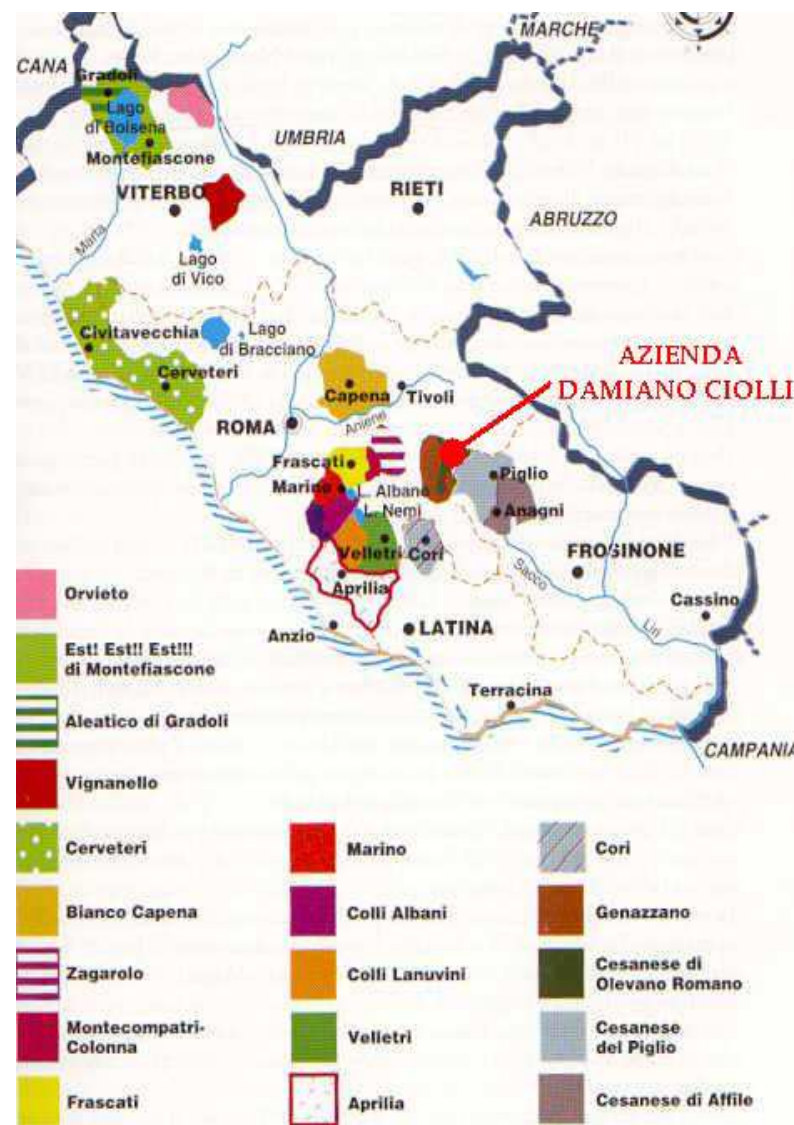 MARCHE
CANA
Gradoli
Lago
di Bolsena
UMBRIA
Montefiascone
VITERBO
RIETI
ABRUZZO
Marta
Lago
di Vico
Civitavecchia
Lago
di Bracciano
AZIENDA
DAMIANO CIOLLI
Cerveteri
Capena
Tivoli
ROMA
Aniene
Frascati
Marino
L. Albano
L. Nemi
Piglio
Anagni
Velletri
Cori
FROSINONE
Aprilia
Sacco
Cassino
Liri
Anzio
LATINA
Terracina
CAMPANIA
Orvieto
Est! Est!! Est!!!
di Montefiascone
Aleatico di Gradoli
Vignanello
Cerveteri
Bianco Capena
Zagarolo
Montecompatri-
Colonna
Frascati
Marino
Colli Albani
Colli Lanuvini
Velletri
Aprilia
Cori
Genazzano
Cesanese di
Olevano Romano
Cesanese
del Piglio
Cesanese di Affile